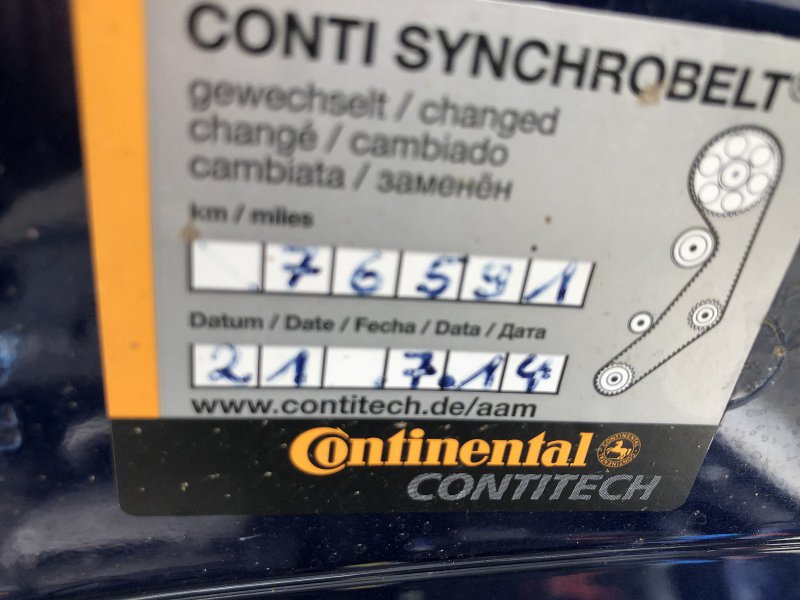 CONTI SYNCHROBELT®
gewechselt / changed
changé / cambiado
cambiata / заменён
km / miles
76591
Datum / Date / Fecha / Data / Дата
21.7.14
www.contitech.de/aam
Continental
CONTITECH